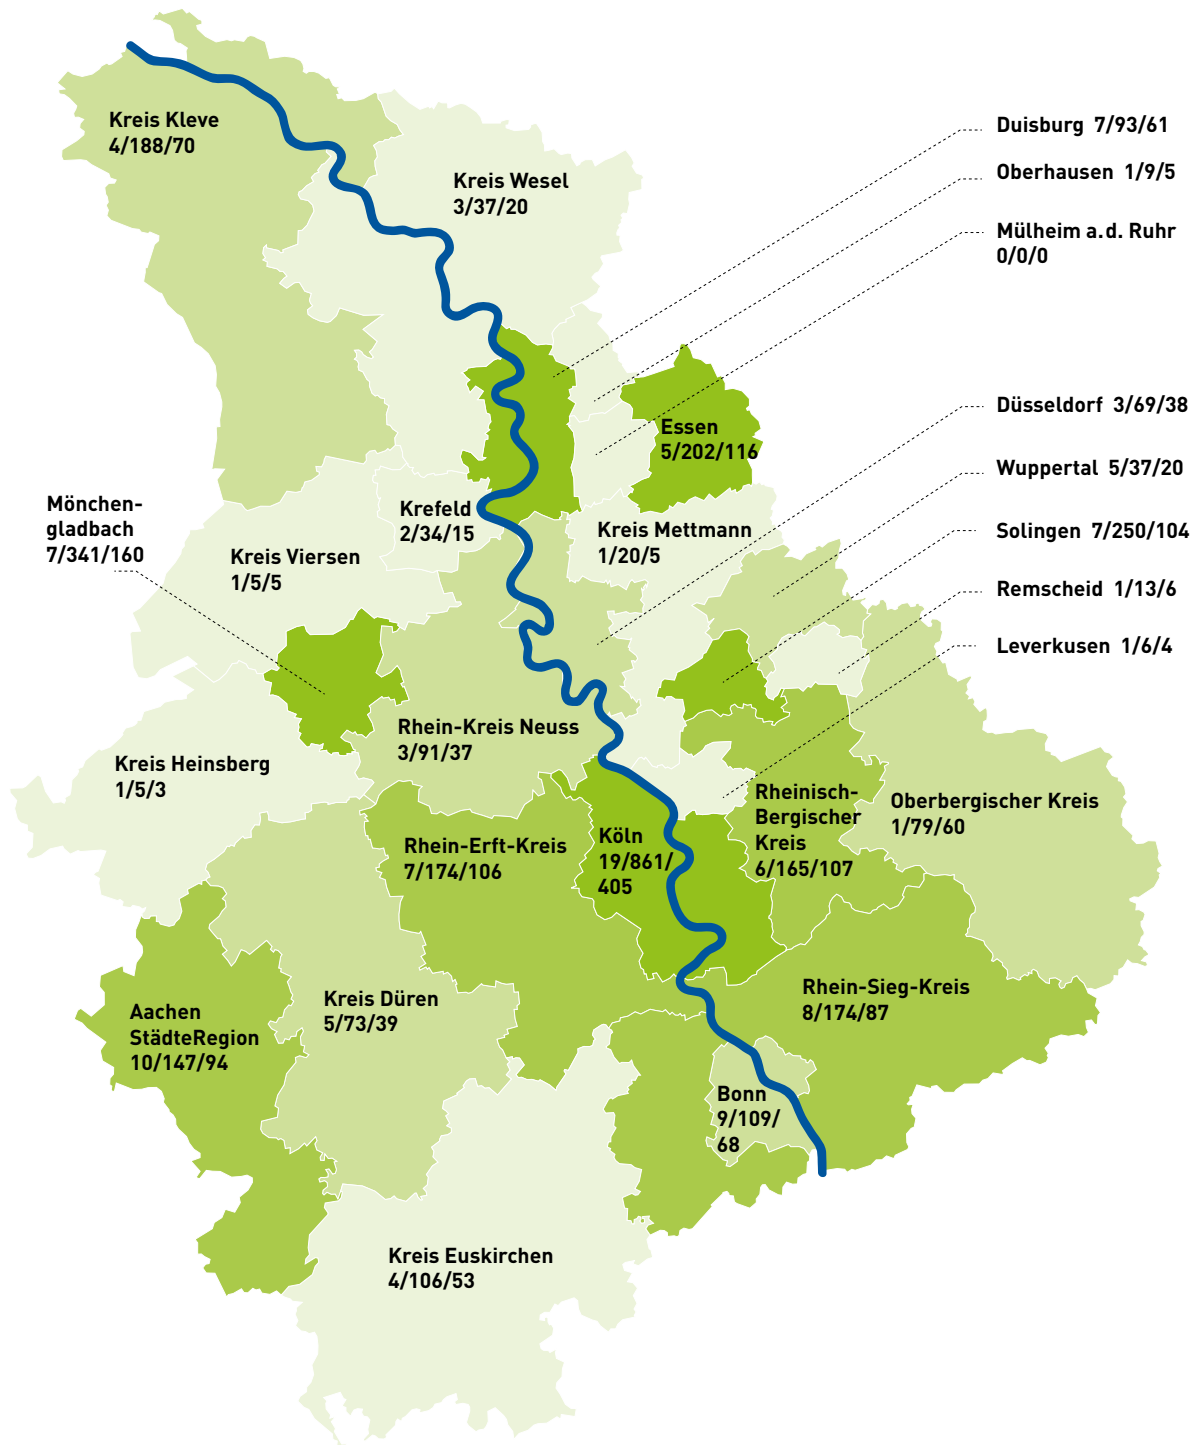 Kreis Kleve
4/188/70
Kreis Wesel
3/37/20
Duisburg 7/93/61
Oberhausen 1/9/5
Mülheim a.d. Ruhr
0/0/0
Essen
5/202/116
Düsseldorf 3/69/38
Wuppertal 5/37/20
Solingen 7/250/104
Remscheid 1/13/6
Leverkusen 1/6/4
Mönchen-
gladbach
7/341/160
Krefeld
2/34/15
Kreis Mettmann
1/20/5
Kreis Viersen
1/5/5
Rhein-Kreis Neuss
3/91/37
Kreis Heinsberg
1/5/3
Rheinisch-
Bergischer
Kreis
6/165/107
Oberbergischer Kreis
1/79/60
Rhein-Erft-Kreis
7/174/106
Köln
19/861/
405
Rhein-Sieg-Kreis
8/174/87
Kreis Düren
5/73/39
Aachen
StädteRegion
10/147/94
Bonn
9/109/
68
Kreis Euskirchen
4/106/53